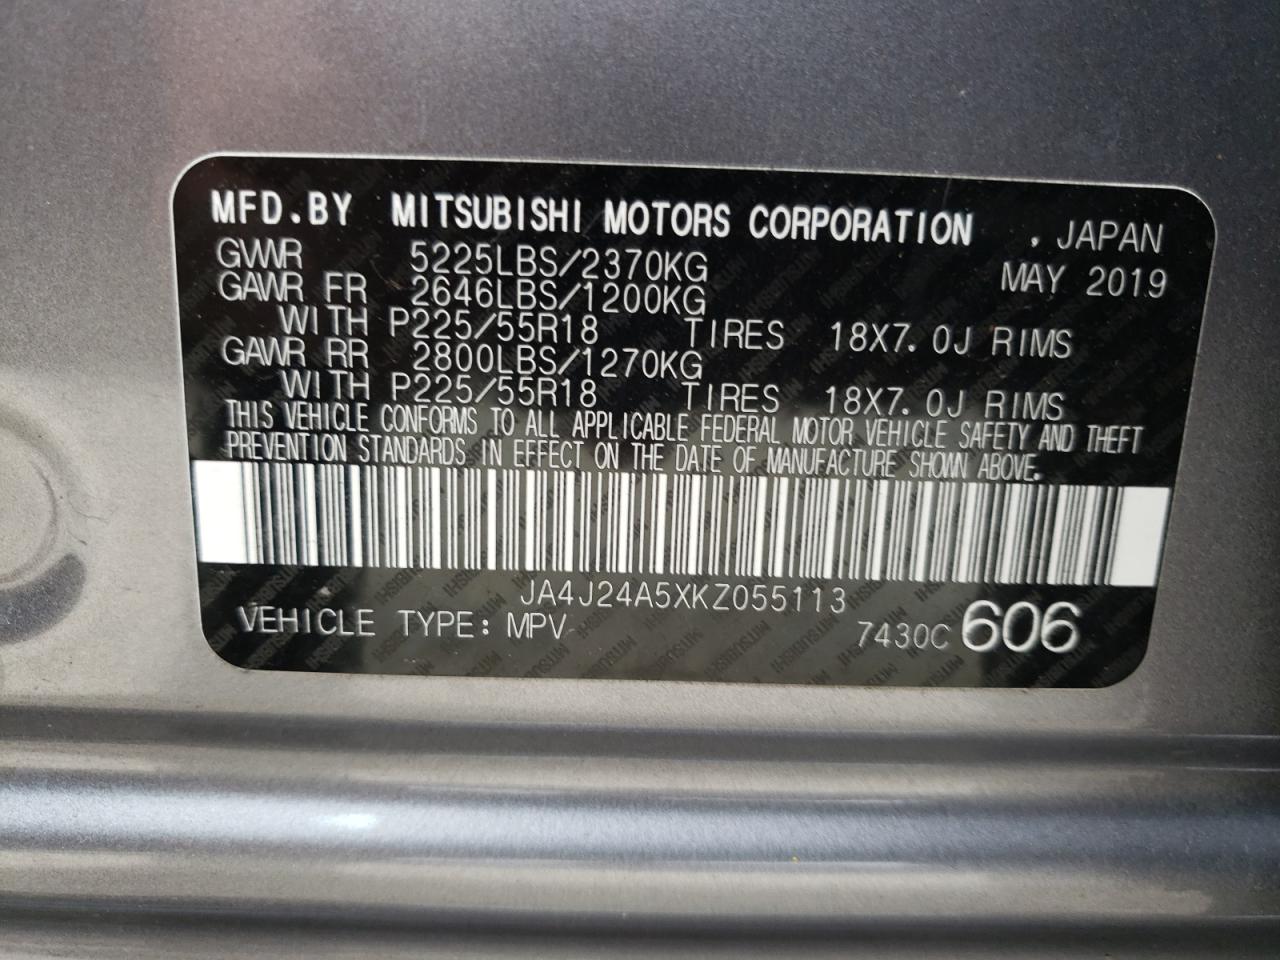 MFD.BY MITSUBISHI MOTORS CORPORATION , JAPAN
GVWR 5225LBS/2370KG MAY 2019
GAWR FR 2646LBS/1200KG
WITH P225/55R18 TIRES 18X7.0J RIMS
GAWR RR 2800LBS/1270KG
WITH P225/55R18 TIRES 18X7.0J RIMS
THIS VEHICLE CONFORMS TO ALL APPLICABLE FEDERAL MOTOR VEHICLE SAFETY AND THEFT
PREVENTION STANDARDS IN EFFECT ON THE DATE OF MANUFACTURE SHOWN ABOVE.
JA4J24A5XKZ055113
VEHICLE TYPE: MPV 7430C 606